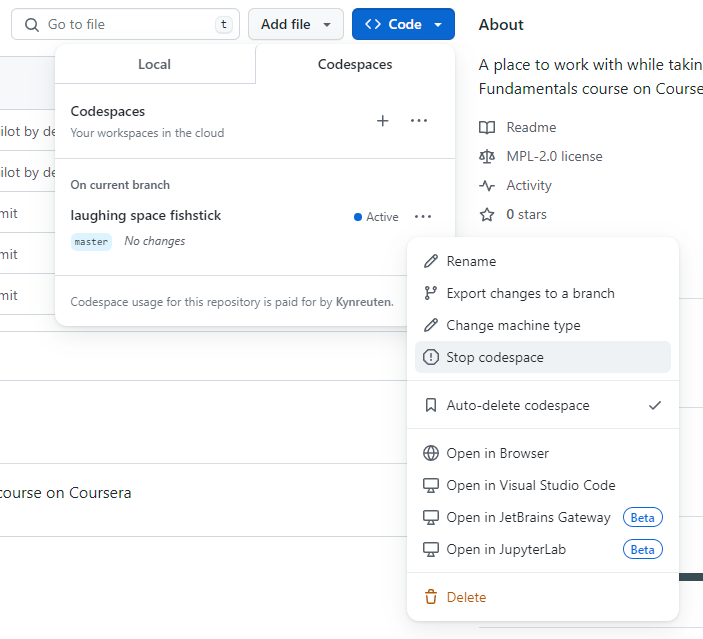 Go to file
t
Add file
Code
About
Local
Codespaces
A place to work with while takin
Fundamentals course on Course
Codespaces
Your workspaces in the cloud
ilot by de
ilot by de
mit
mit
mit
Readme
MPL-2.0 license
Activity
0 stars
On current branch
laughing space fishstick
Active
master
No changes
Codespace usage for this repository is paid for by Kynreuten.
Rename
Export changes to a branch
Change machine type
Stop codespace
Auto-delete codespace
Open in Browser
Open in Visual Studio Code
Open in JetBrains Gateway Beta
Open in JupyterLab Beta
Delete
course on Coursera